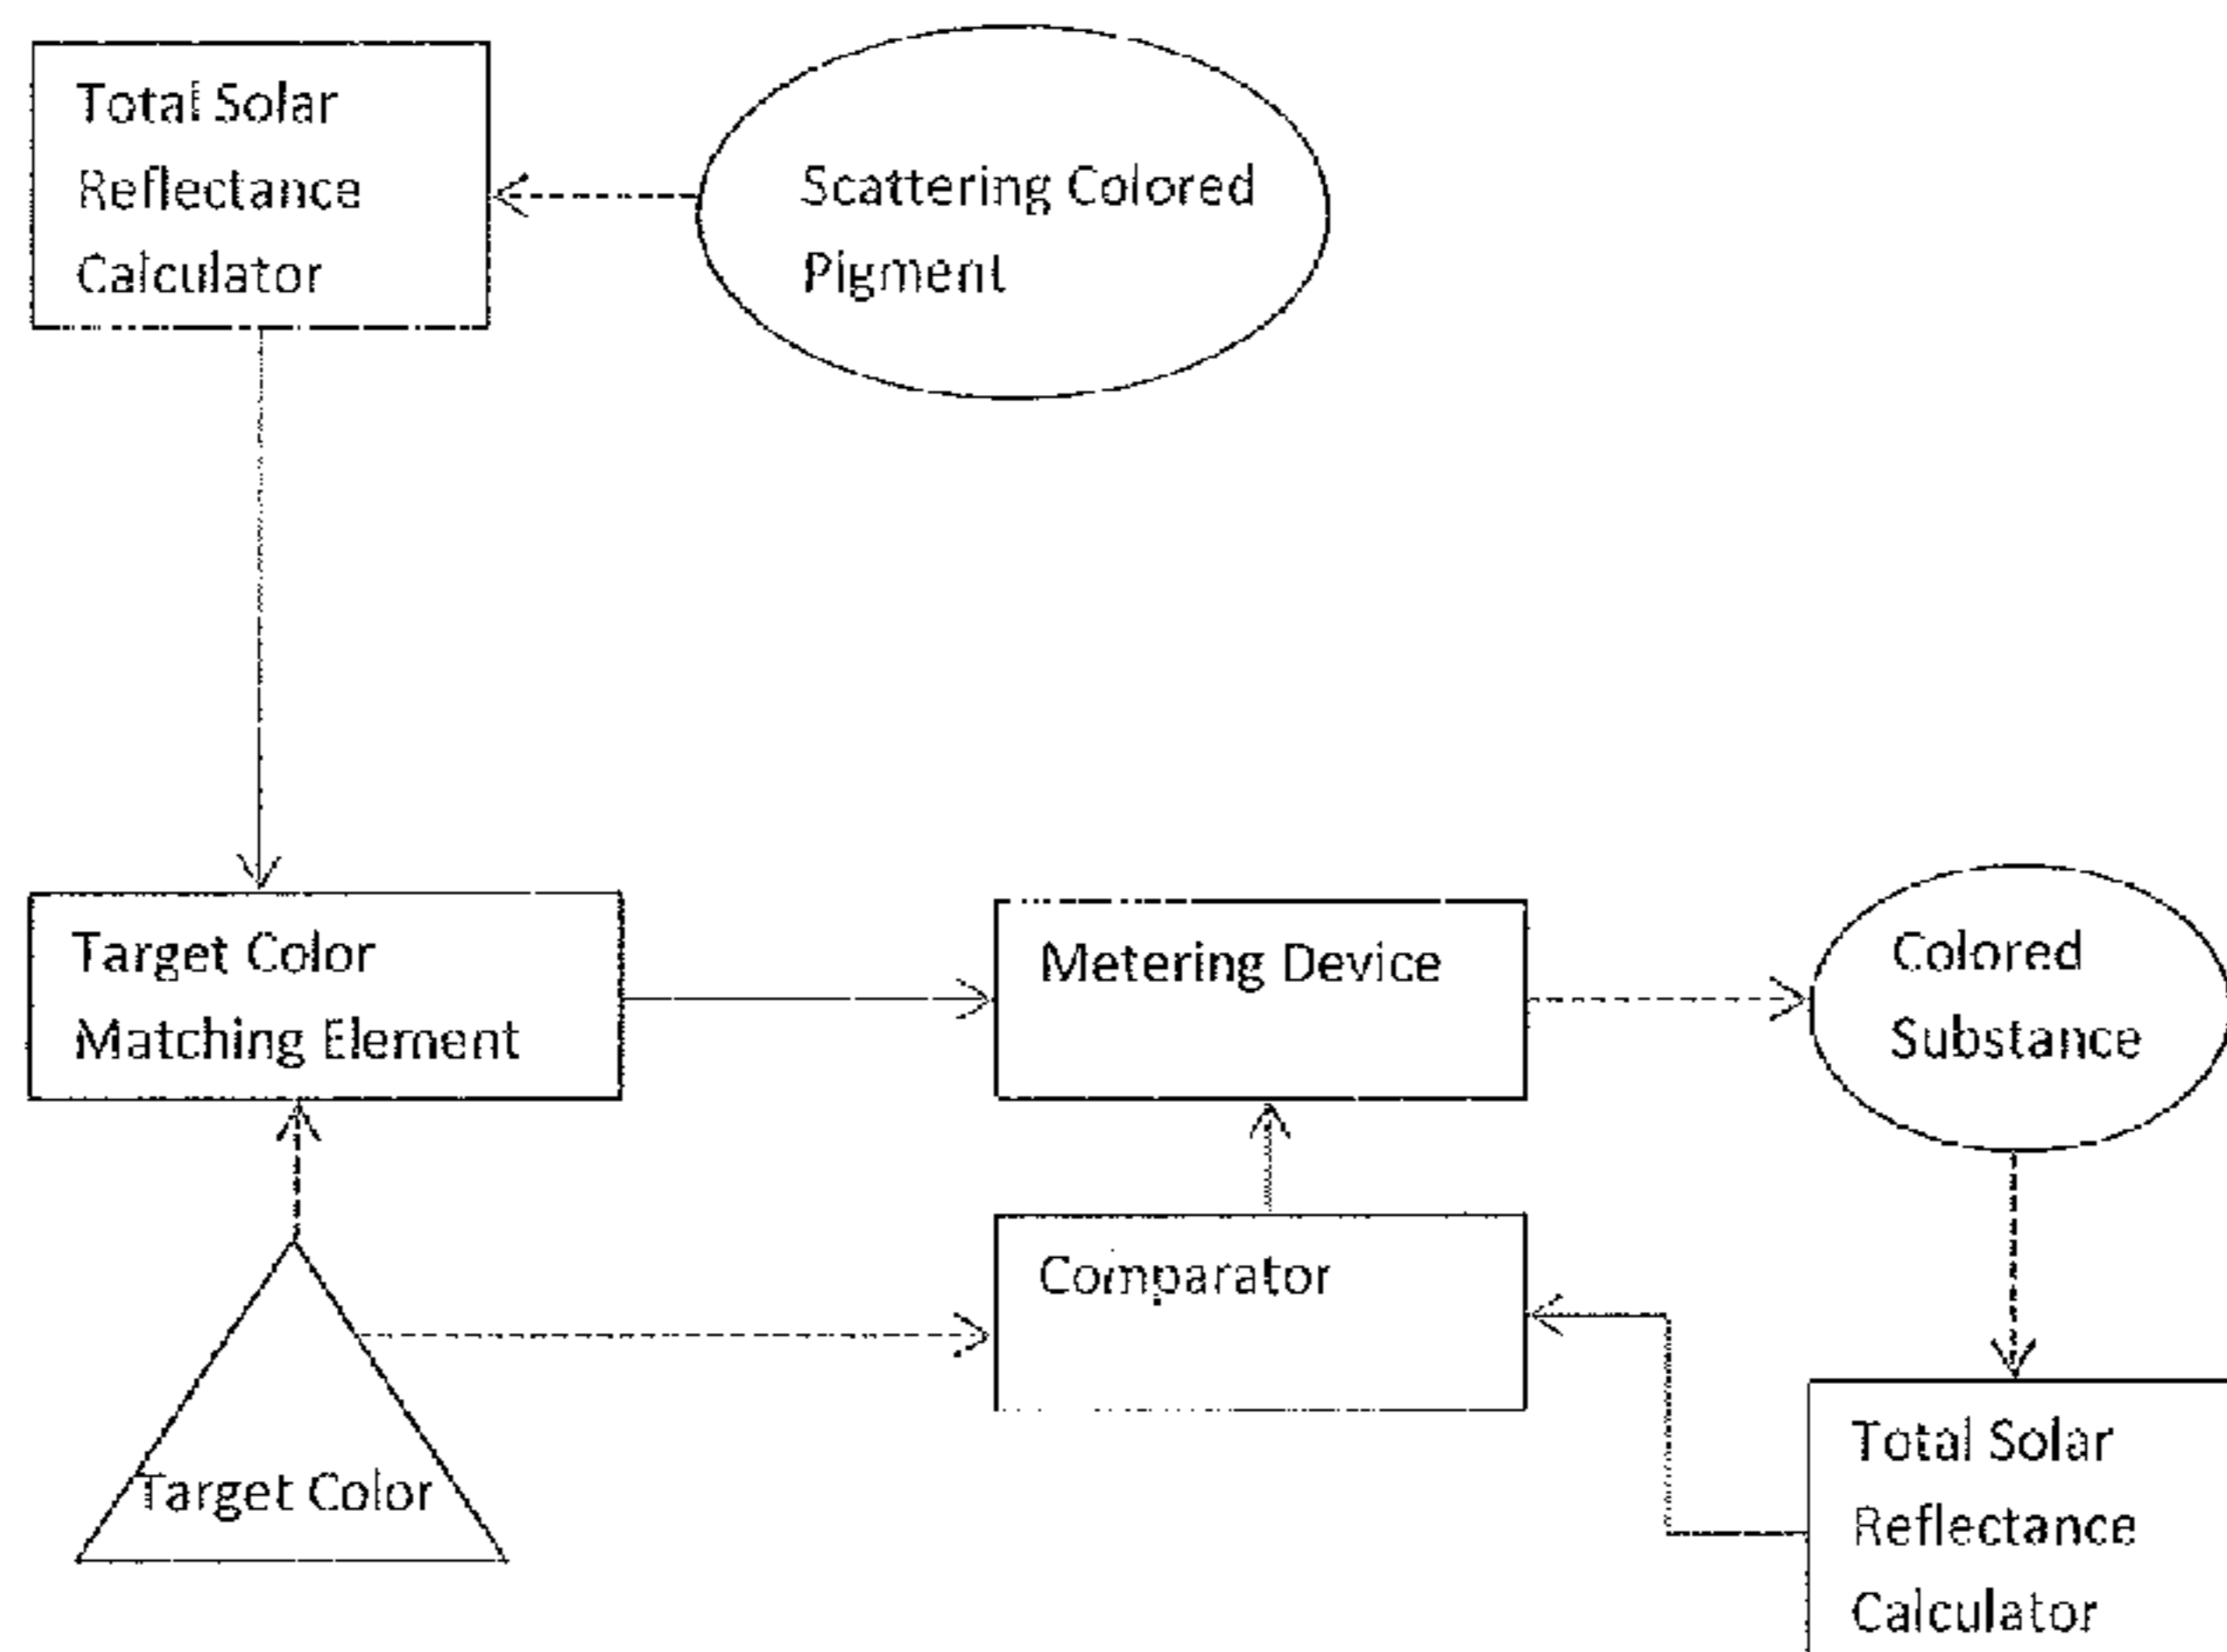 Total Solar
Reflectance
Calculator
Scattering Colored
Pigment
Target Color
Matching Element
Metering Device
Colored
Substance
Comparator
Target Color
Total Solar
Reflectance
Calculator